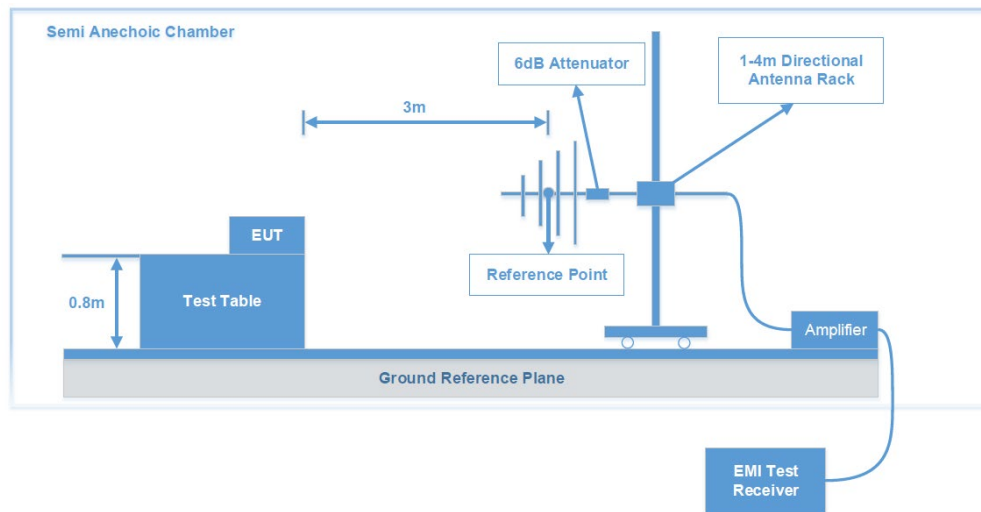 Semi Anechoic Chamber
6dB Attenuator
1-4m Directional
Antenna Rack
3m
EUT
Reference Point
0.8m
Test Table
Amplifier
Ground Reference Plane
EMI Test
Receiver